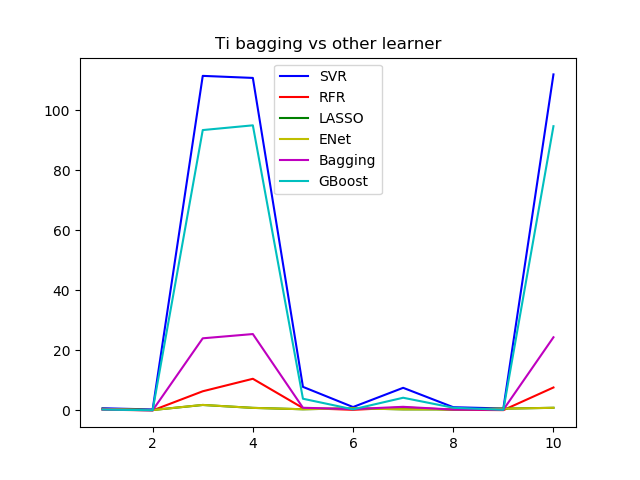 Ti bagging vs other learner
SVR
RFR
LASSO
ENet
Bagging
GBoost
100
80
60
40
20
0
2 4 6 8 10